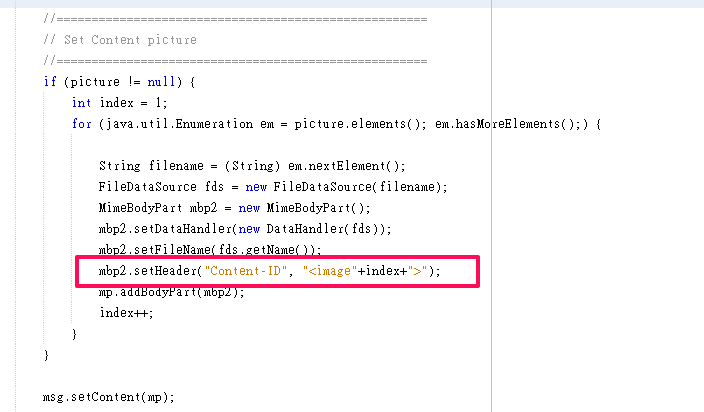 //=====================================================
// Set Content picture
//=====================================================
if (picture != null) {
int index = 1;
for (java.util.Enumeration em = picture.elements(); em.hasMoreElements();) {
String filename = (String) em.nextElement();
FileDataSource fds = new FileDataSource(filename);
MimeBodyPart mbp2 = new MimeBodyPart();
mbp2.setDataHandler(new DataHandler(fds));
mbp2.setFileName(fds.getName());
mbp2.setHeader("Content-ID", "<image"+index+">");
mp.addBodyPart(mbp2);
index++;
}
}
msg.setContent(mp);